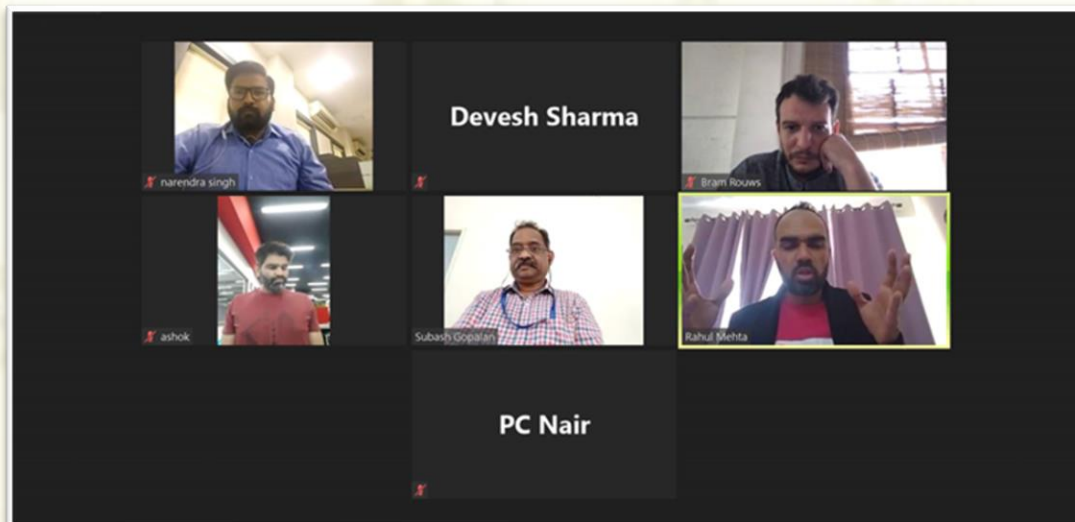 narendra singh
Devesh Sharma
Bram Rouws
ashok
Subash Gopalan
Rahul Mehta
PC Nair